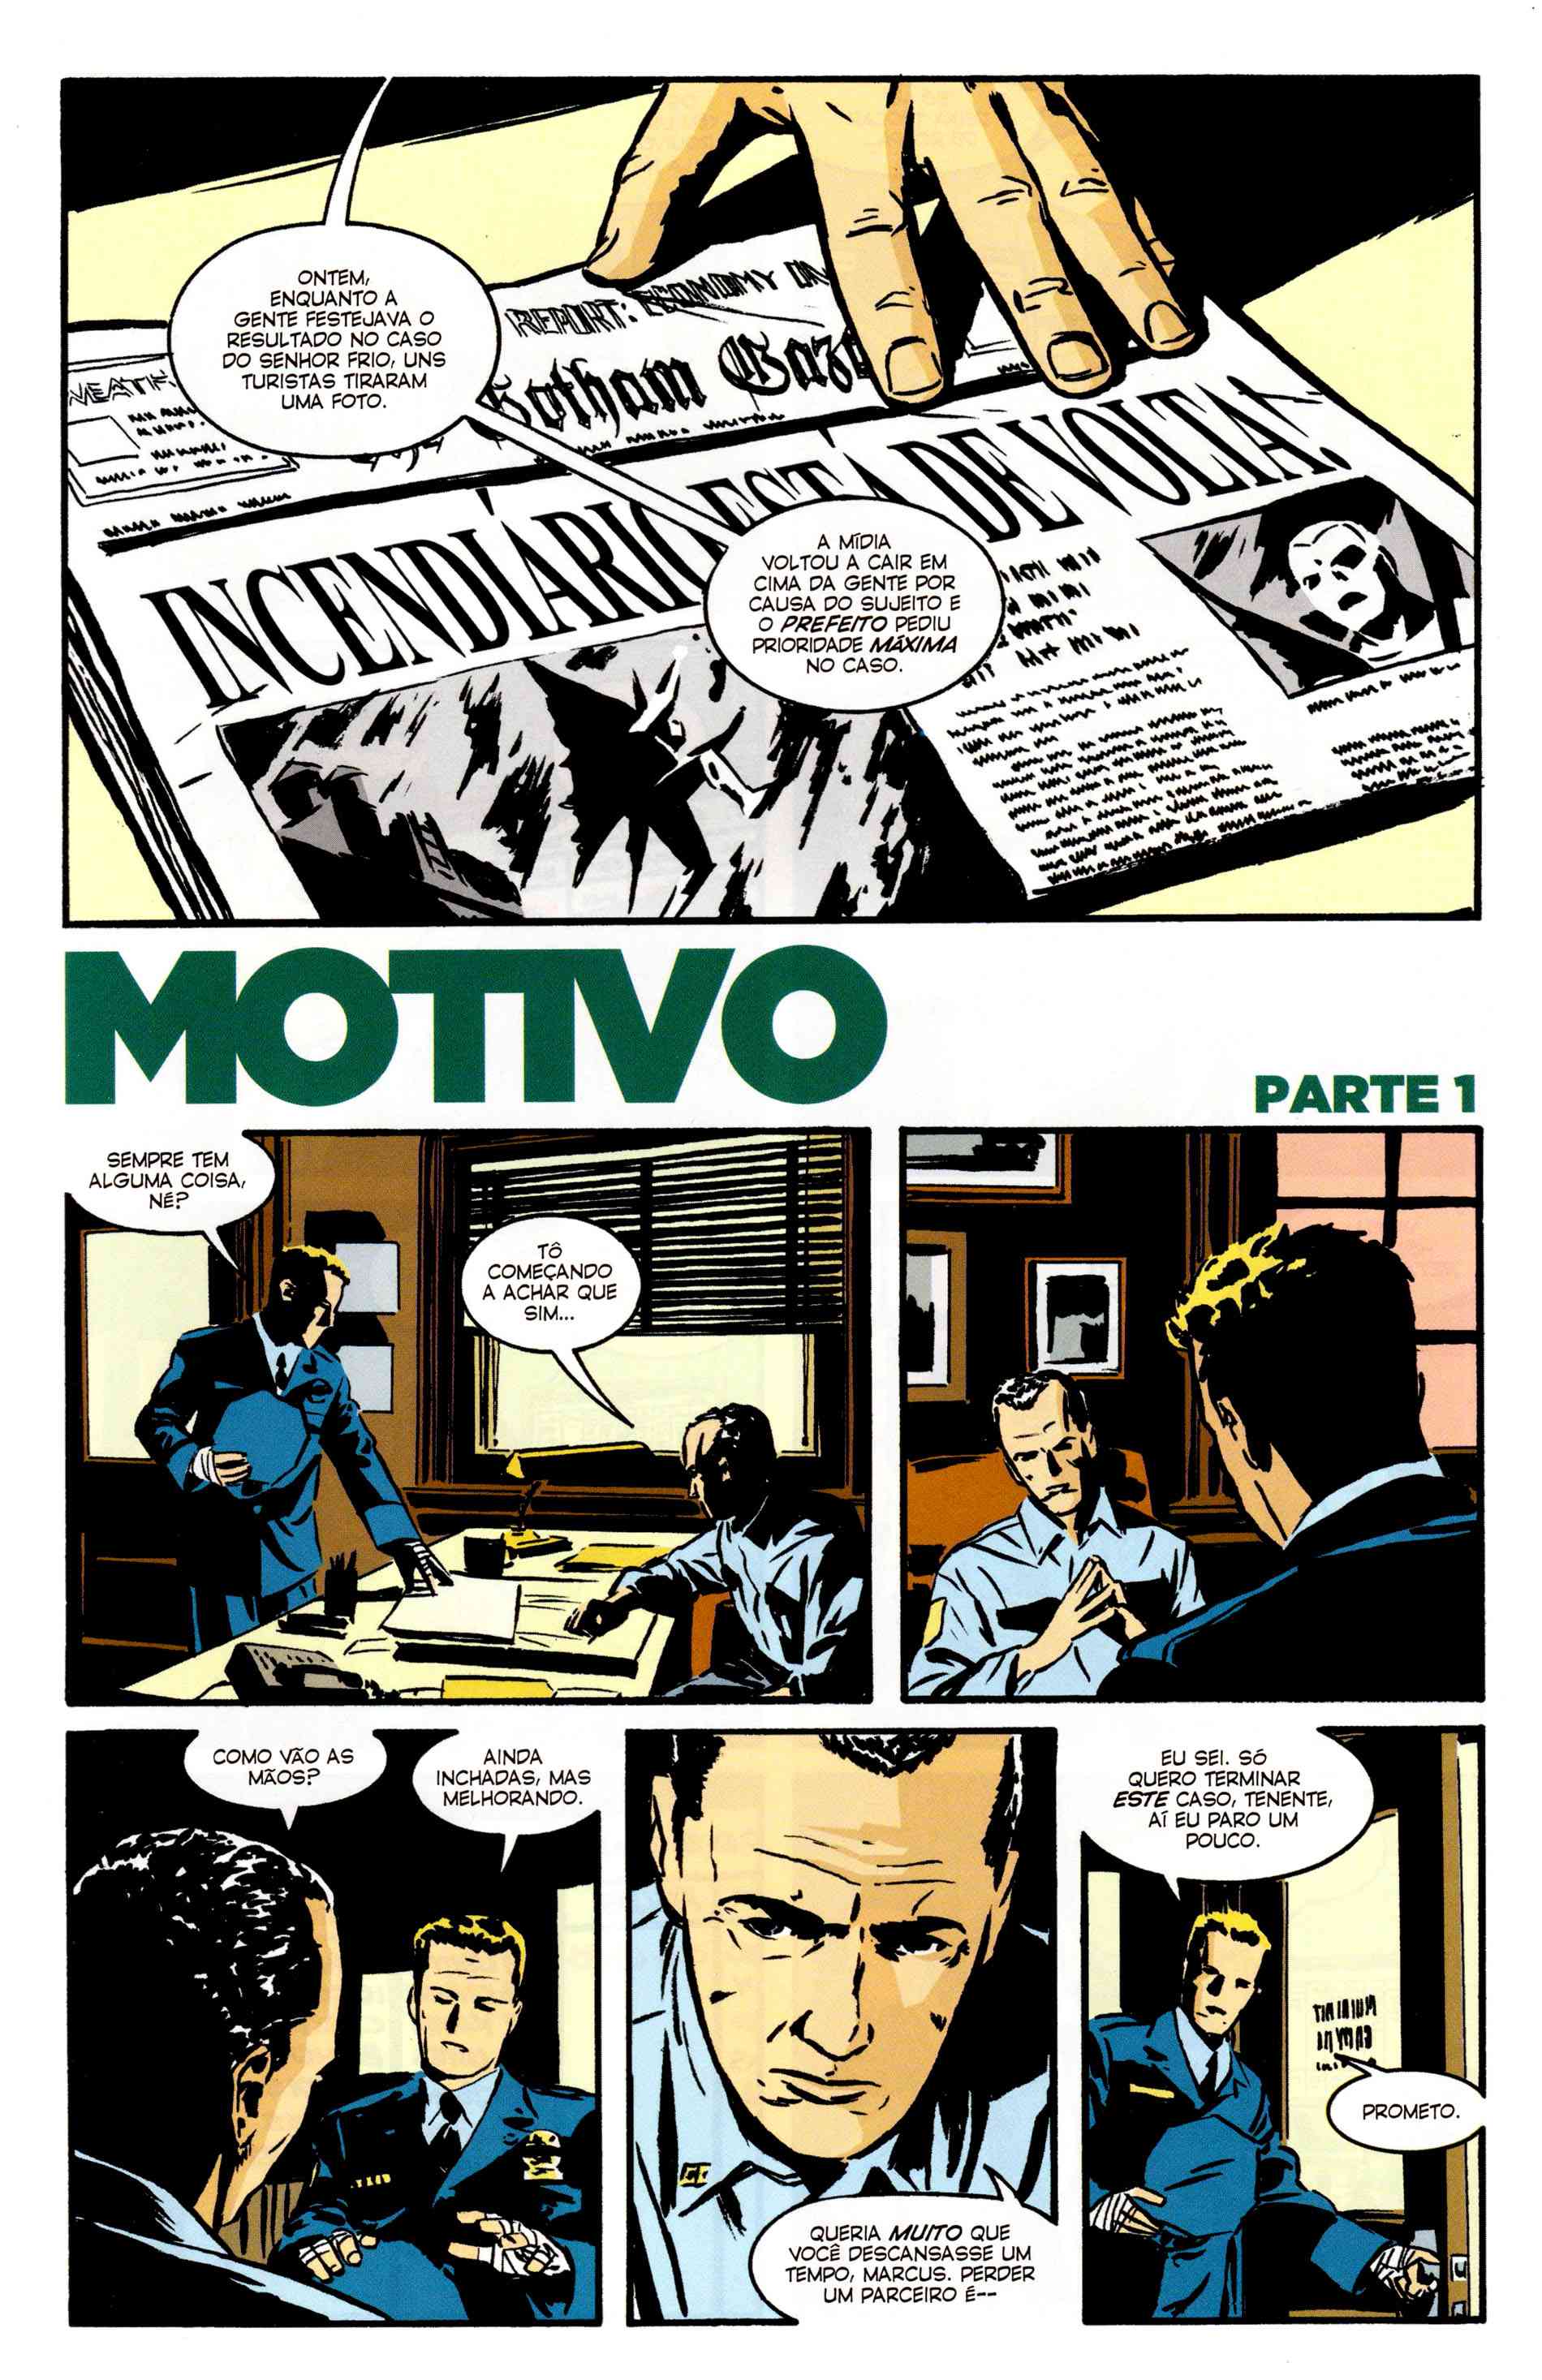 ONTEM,
ENQUANTO A
GENTE FESTEJAVA O
RESULTADO NO CASO
DO SENHOR FRIO, UNS
TURISTAS TIRARAM
UMA FOTO.
REPORT: ECONOMY ON
Gotham Gaze
INCENDIÁRIO ESTÁ DE VOLTA!
A MÍDIA
VOLTOU A CAIR EM
CIMA DA GENTE POR
CAUSA DO SUJEITO E
O PREFEITO PEDIU
PRIORIDADE MÁXIMA
NO CASO.
MOTIVO
PARTE 1
SEMPRE TEM
ALGUMA COISA,
NÉ?
TÔ
COMEÇANDO
A ACHAR QUE
SIM...
COMO VÃO AS
MÃOS?
AINDA
INCHADAS, MAS
MELHORANDO.
QUERIA MUITO QUE
VOCÊ DESCANSASSE UM
TEMPO, MARCUS. PERDER
UM PARCEIRO É--
EU SEI. SÓ
QUERO TERMINAR
ESTE CASO, TENENTE,
AÍ EU PARO UM
POUCO.
PROMETO.